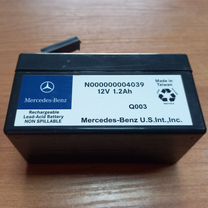 N000000004039
12V 1.2Ah
Made in
Taiwan
Mercedes-Benz
Rechargeable
Lead-Acid Battery
NON SPILLABLE
Q003
Mercedes-Benz U.S.Int.,Inc.